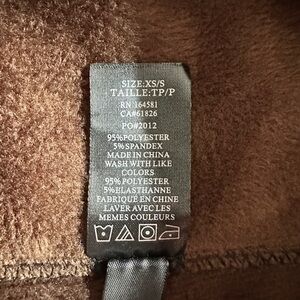 SIZE:XS/S
TAILLE:TP/P
RN 164581
CA#61826
PO#2012
95%POLYESTER
5%SPANDEX
MADE IN CHINA
WASH WITH LIKE
COLORS
95%POLYESTER
5%ELASTHANNE
FABRIQUÉ EN CHINE
LAVER AVEC LES
MEMES COULEURS